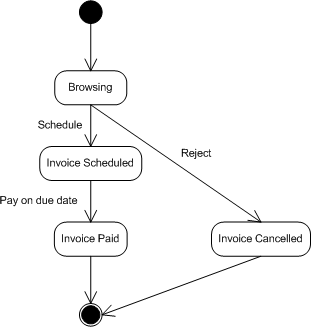 Browsing
Schedule
Reject
Invoice Scheduled
Pay on due date
Invoice Paid
Invoice Cancelled